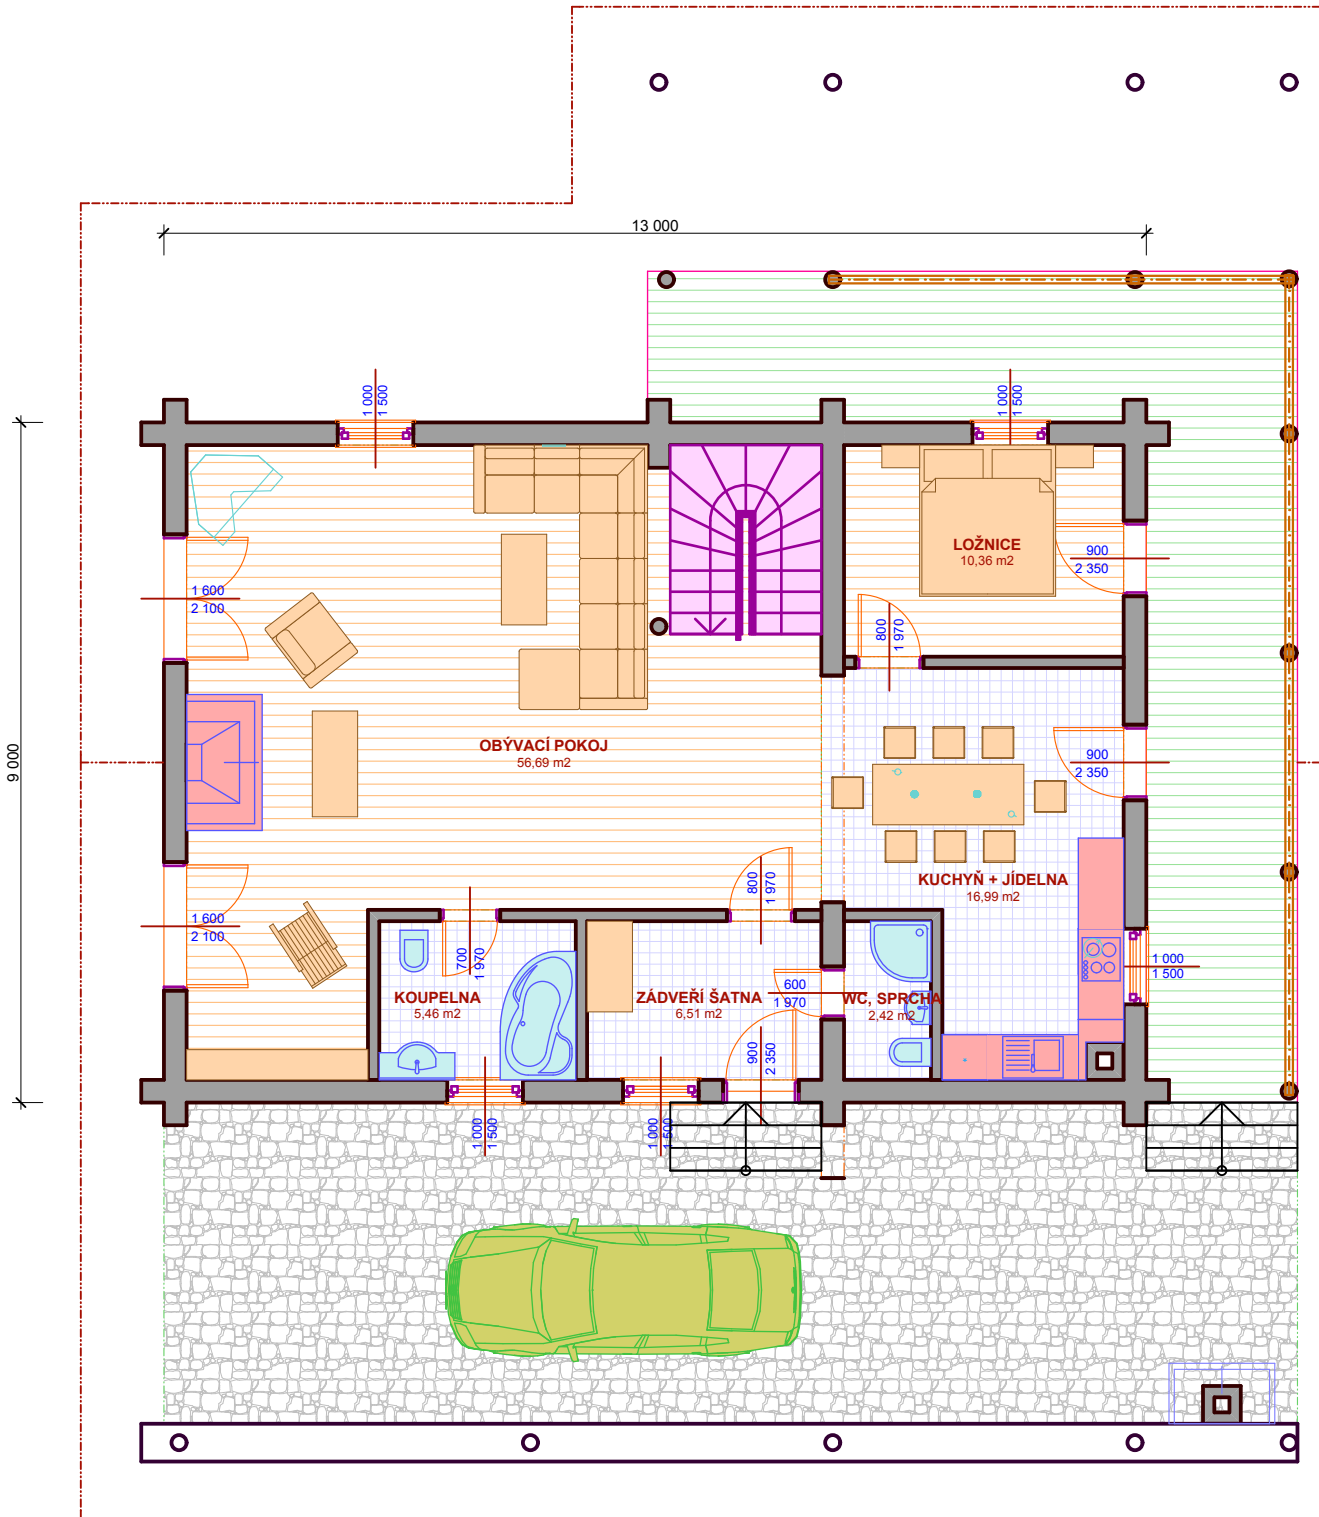 13 000
1 000
1 500
1 000
1 500
9 000
LOŽNICE
10,36 m2
900
2 350
1 600
2 100
800
1 970
OBÝVACÍ POKOJ
56,69 m2
900
2 350
KUCHYŇ + JÍDELNA
16,99 m2
800
1 970
1 600
2 100
700
1 970
1 000
1 500
600
1 970
KOUPELNA
5,46 m2
ZÁDVEŘÍ ŠATNA
6,51 m2
WC, SPRCHA
2,42 m2
900
2 350
1 000
1 500
1 000
1 500